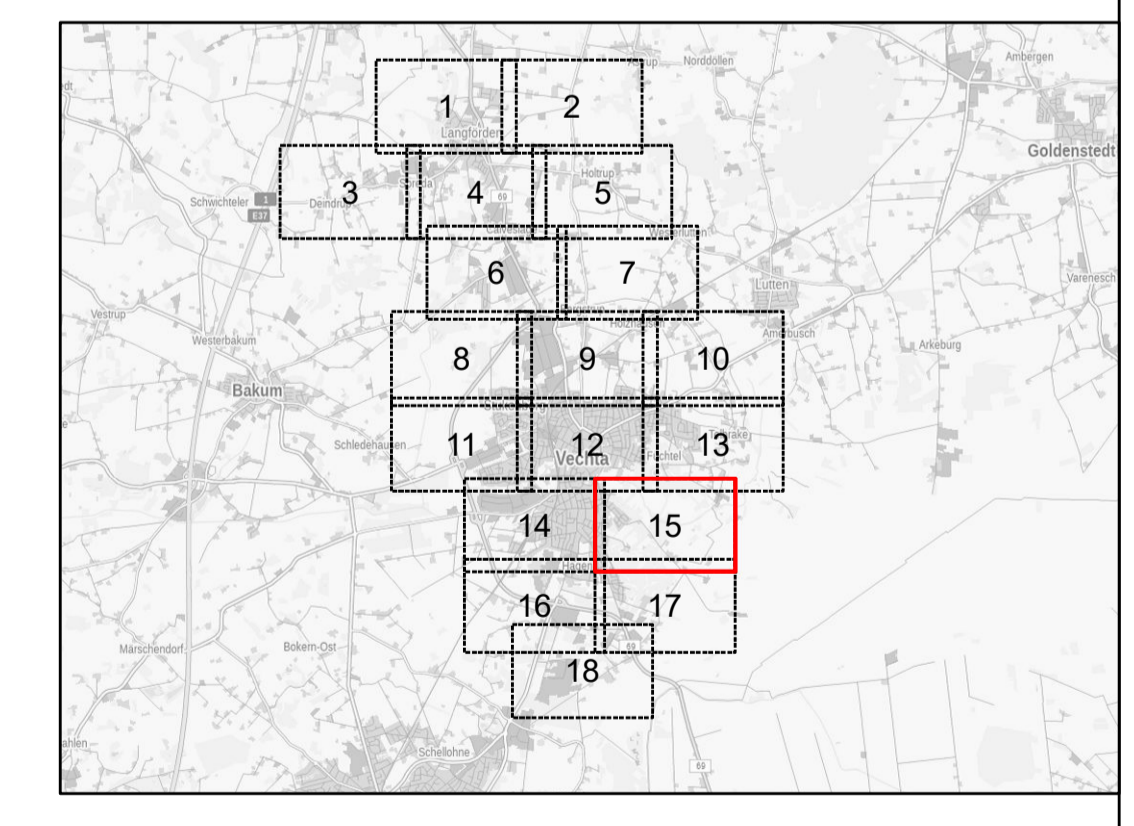 Norddöllen
Ambergen
1
2
Langförden
Goldenstedt
Holtrup
3
4
5
Schwichteler
1
E37
Deindrup
69
6
7
Lutten
Varenesch
Vestrup
Holzhausen
Westerbakum
Amerbusch
Arkeburg
8
9
10
Bakum
Schledehausen
11
12
13
Vechta
Füchtel
14
15
Hagen
16
17
Märschendorf
Bokern-Ost
69
18
Schellohne
69